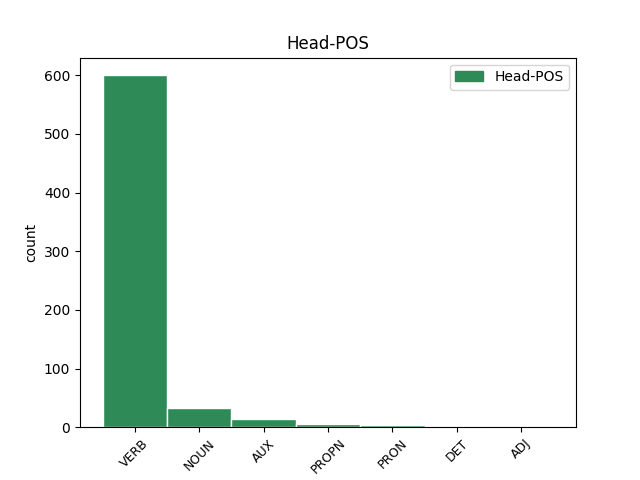 Head-POS
Head-POS
count
600
500
400
300
200
100
0
VERB
NOUN
AUX
PROPN
PRON
DET
ADJ